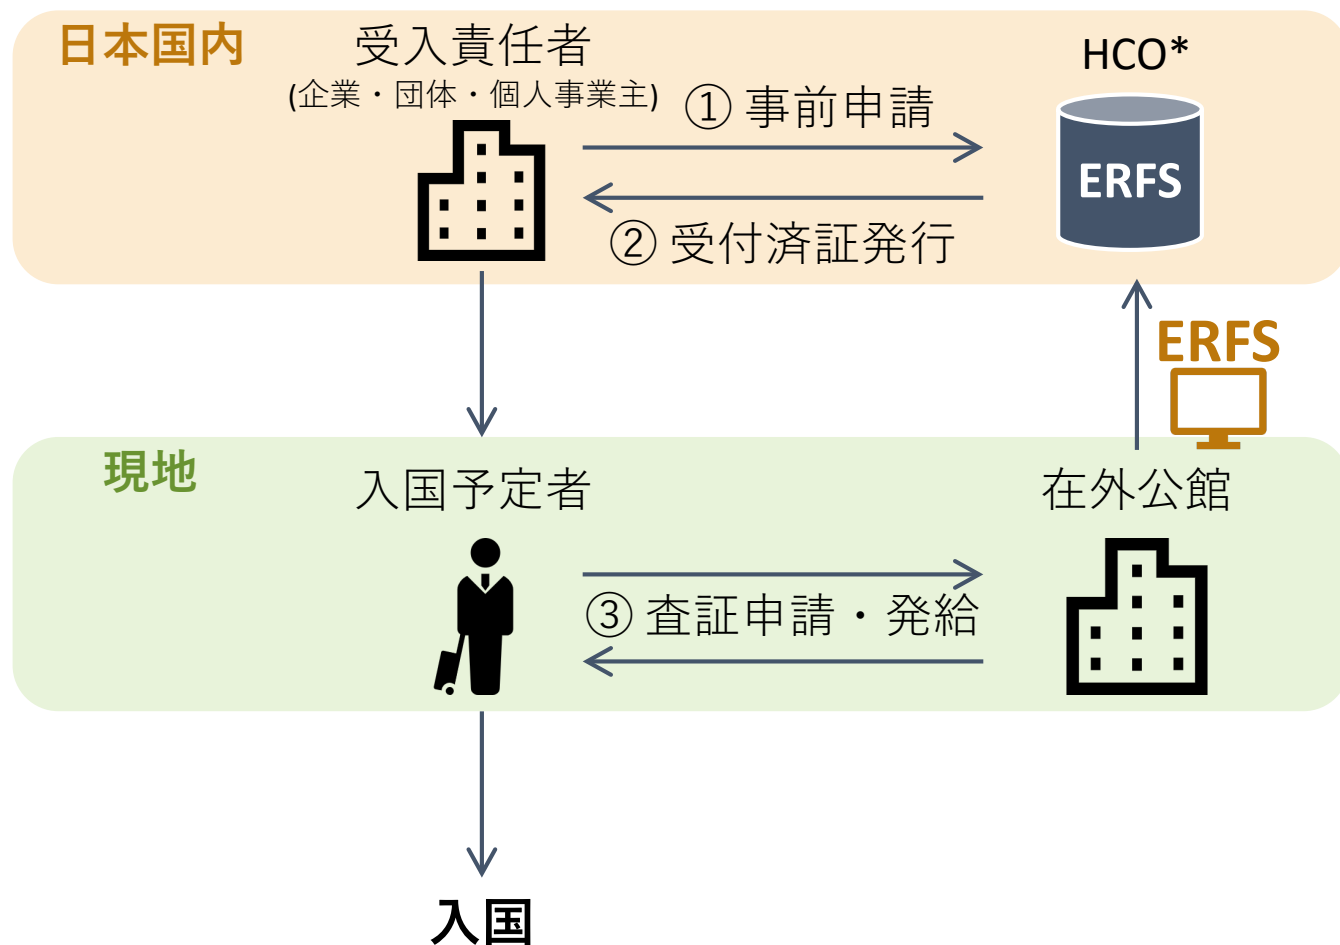 日本国内
受入責任者
(企業・団体・個人事業主)
HCO*
① 事前申請
ERFS
② 受付済証発行
ERFS
現地
入国予定者
在外公館
③ 査証申請・発給
入国